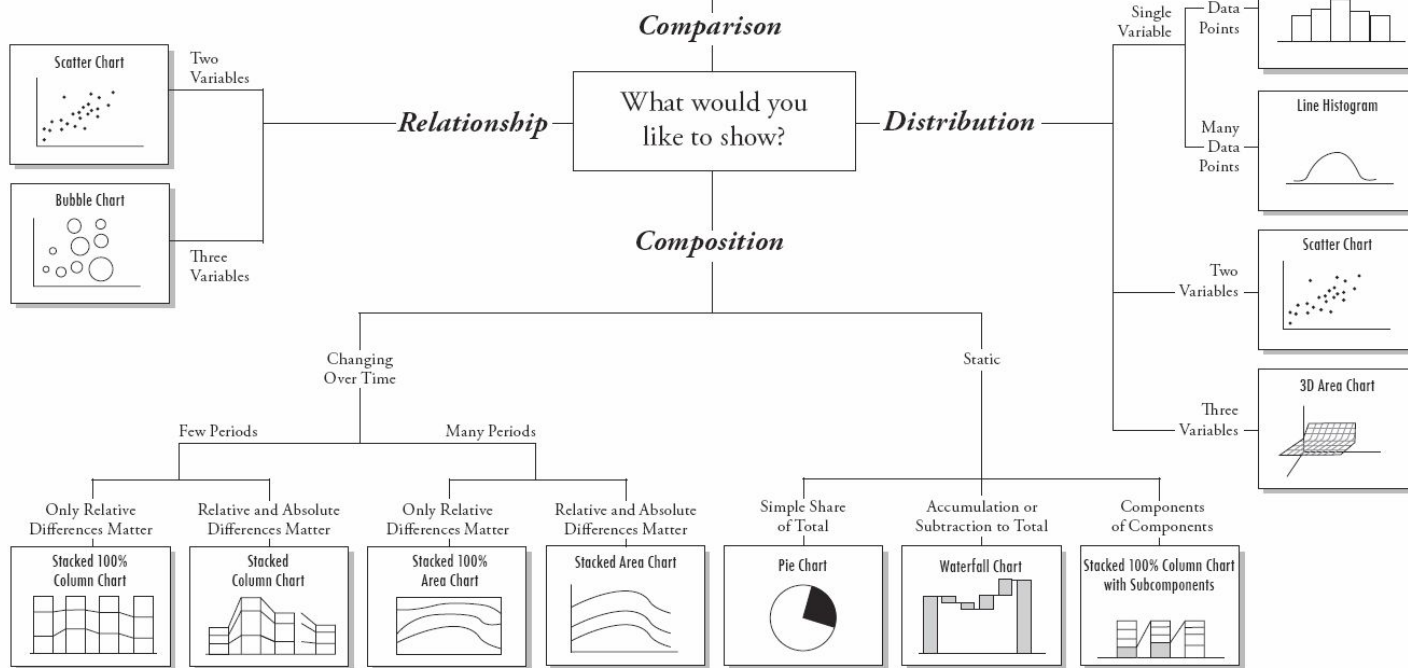 Comparison
What would you
like to show?
Relationship
Scatter Chart
Two
Variables
Bubble Chart
Three
Variables
Distribution
Single
Variable
Data
Points
Line Histogram
Many
Data
Points
Scatter Chart
Two
Variables
3D Area Chart
Three
Variables
Composition
Changing
Over Time
Static
Few Periods
Many Periods
Only Relative
Differences Matter
Relative and Absolute
Differences Matter
Only Relative
Differences Matter
Relative and Absolute
Differences Matter
Simple Share
of Total
Accumulation or
Subtraction to Total
Components
of Components
Stacked 100%
Column Chart
Stacked
Column Chart
Stacked 100%
Area Chart
Stacked Area Chart
Pie Chart
Waterfall Chart
Stacked 100% Column Chart
with Subcomponents